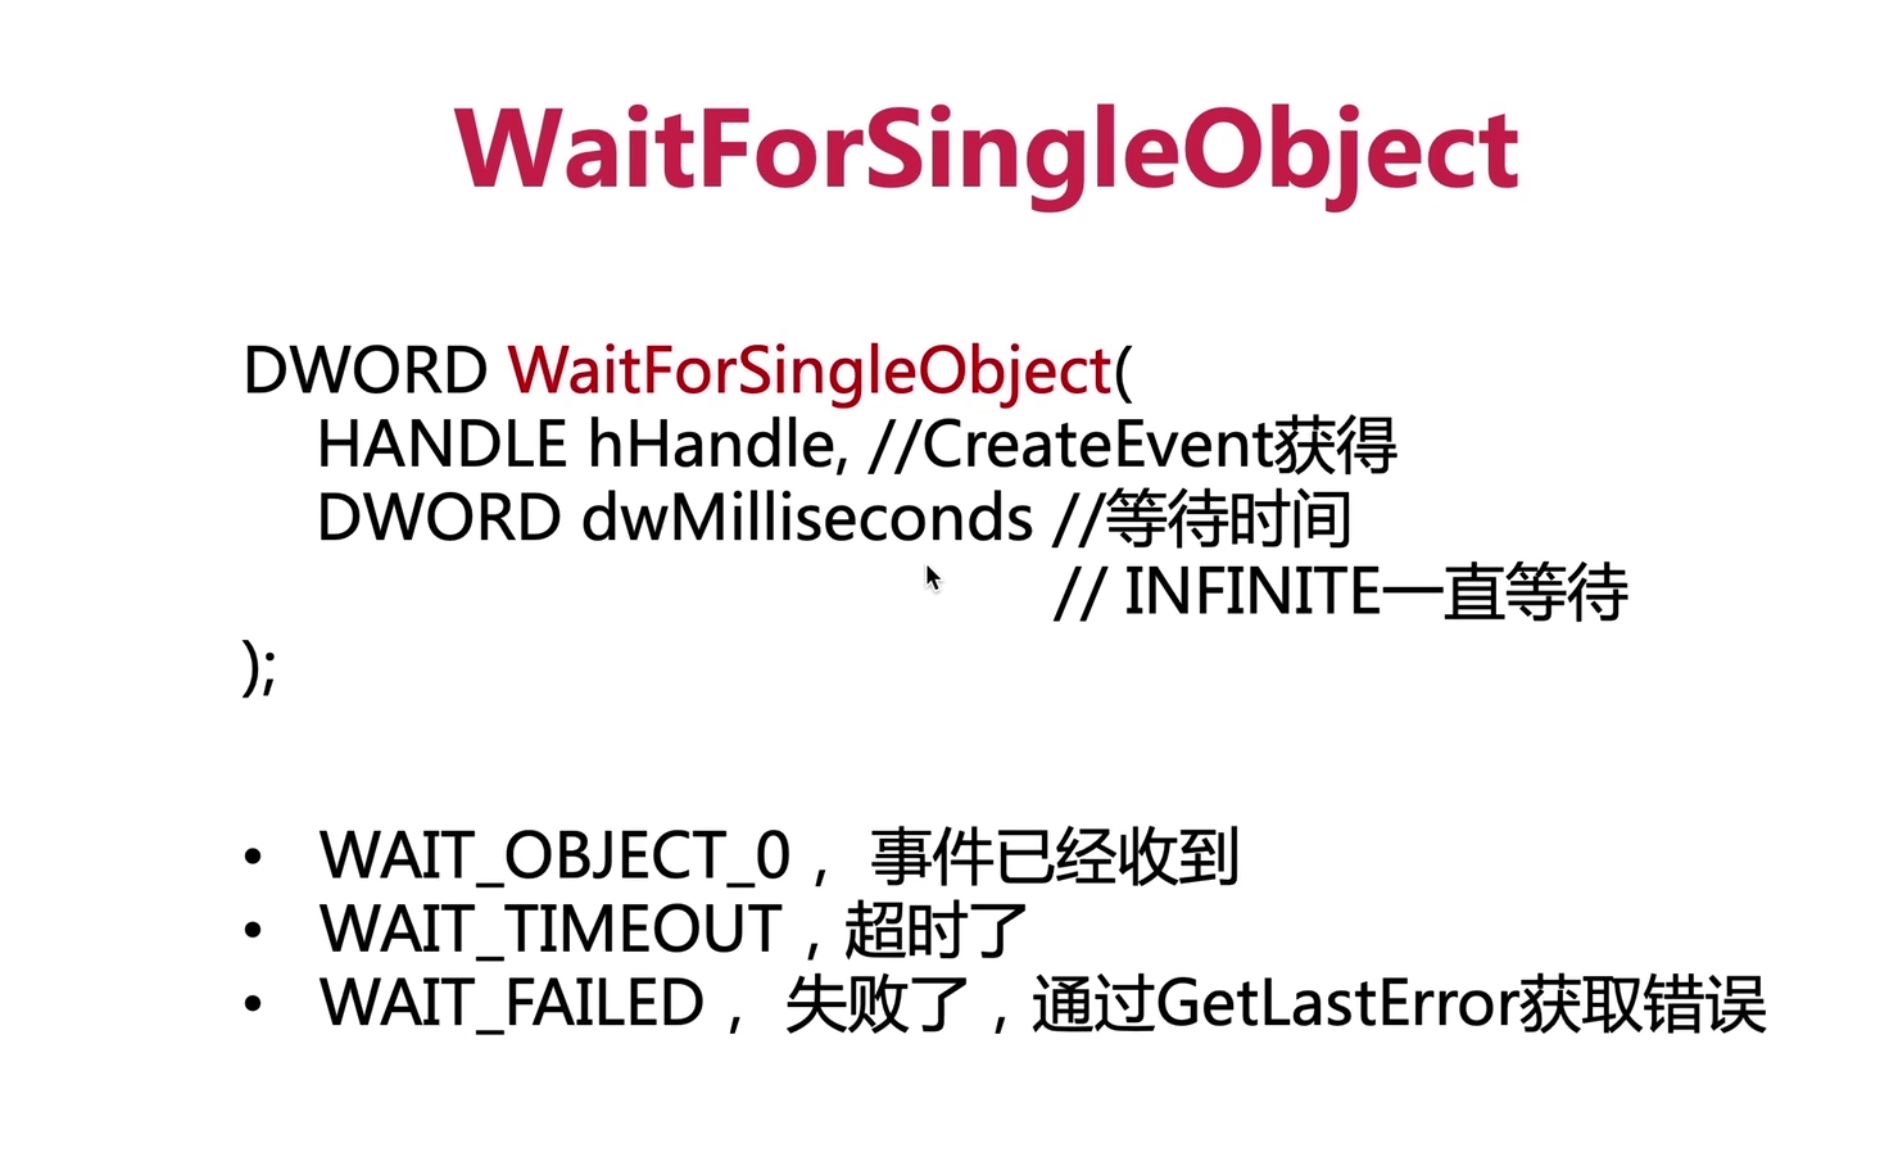 WaitForSingleObject
DWORD WaitForSingleObject(
HANDLE hHandle, //CreateEvent获得
DWORD dwMilliseconds //等待时间
// INFINITE一直等待
);
• WAIT_OBJECT_0， 事件已经收到
• WAIT_TIMEOUT，超时了
• WAIT_FAILED， 失败了，通过GetLastError获取错误